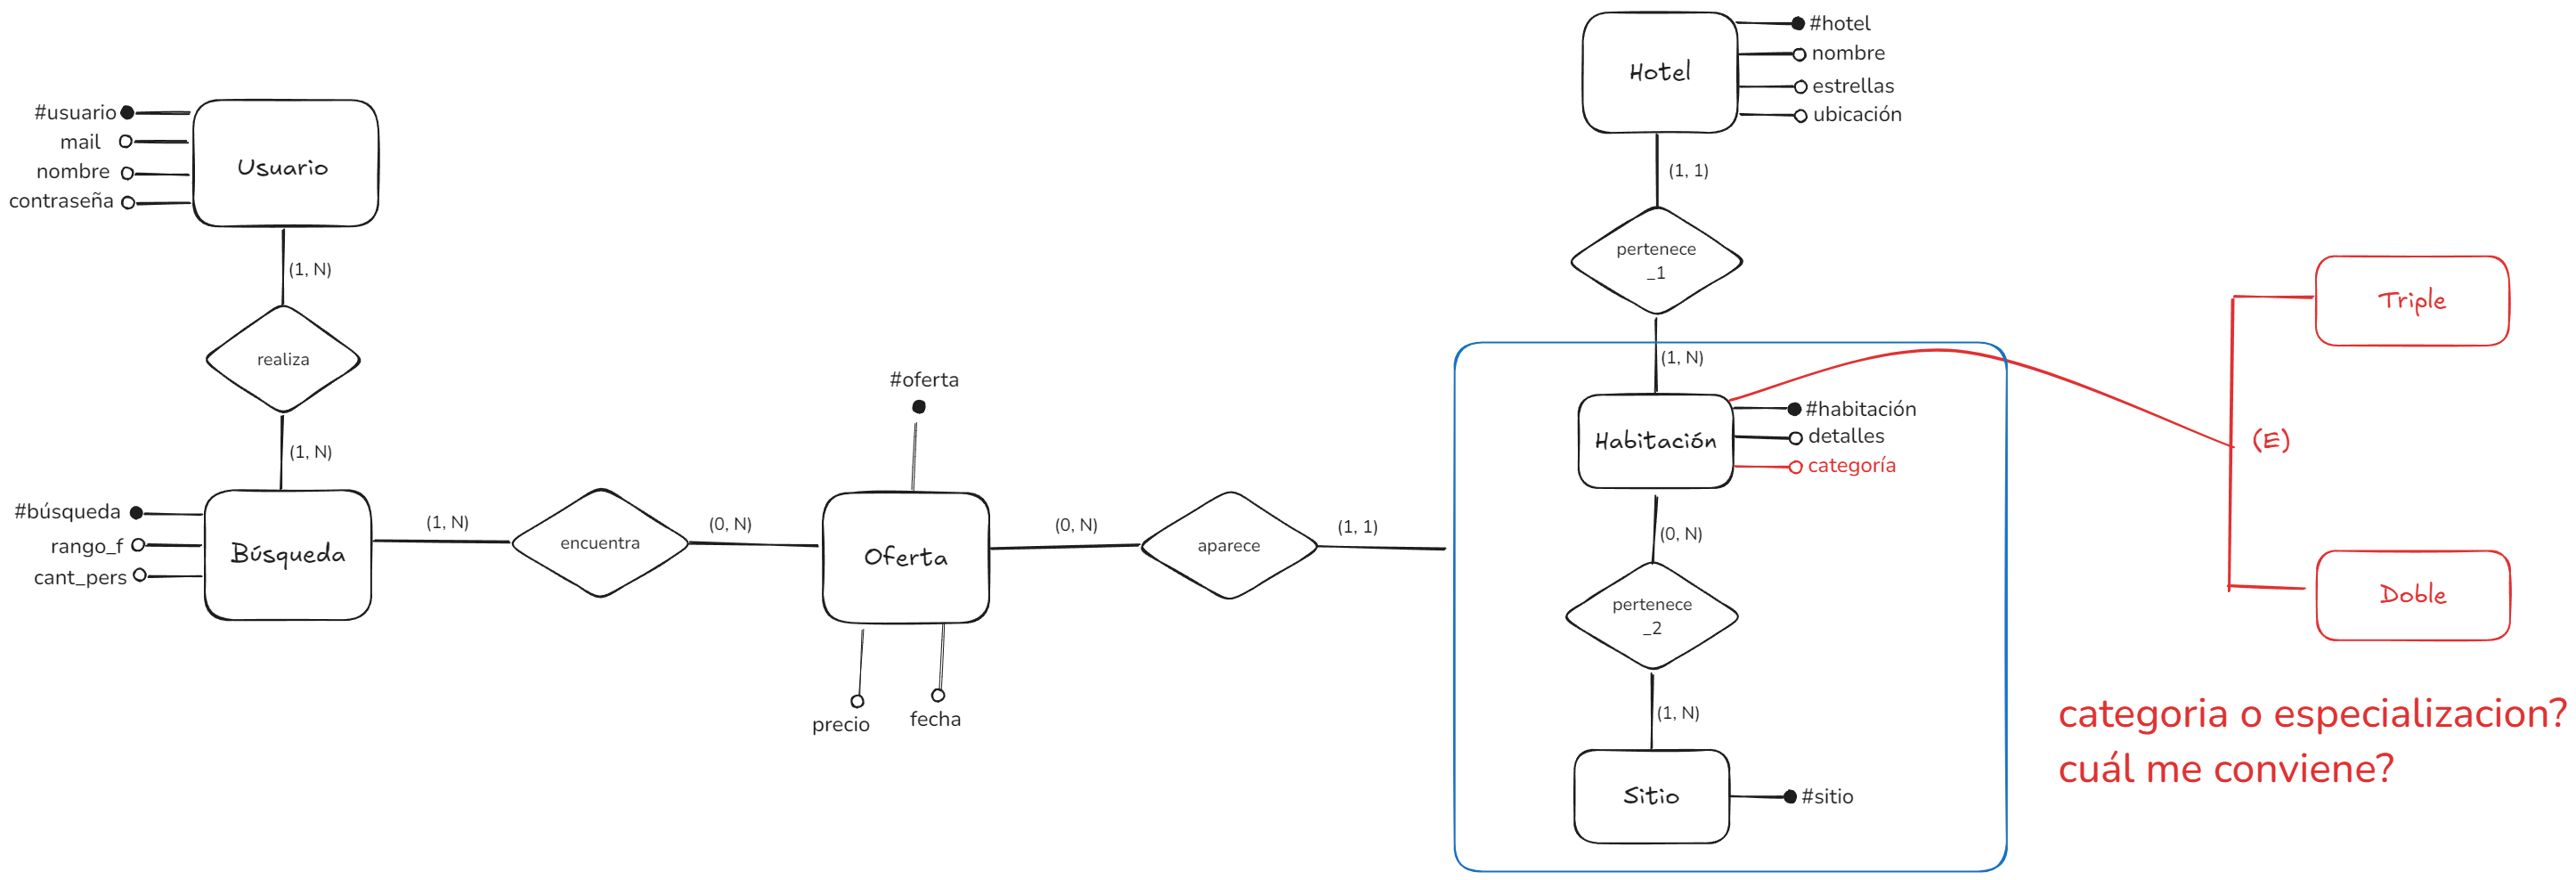 #usuario
mail
nombre
contraseña
Usuario
(1, N)
realiza
(1, N)
#búsqueda
rango_f
cant_pers
Búsqueda
(1, N)
encuentra
(0, N)
#oferta
Oferta
precio
fecha
(0, N)
aparece
(1, 1)
Hotel
#hotel
nombre
estrellas
ubicación
(1, 1)
pertenece
_1
(1, N)
Habitación
#habitación
detalles
categoría
(0, N)
pertenece
_2
(1, N)
Sitio
#sitio
Triple
(E)
Doble
categoria o especializacion?
cuál me conviene?